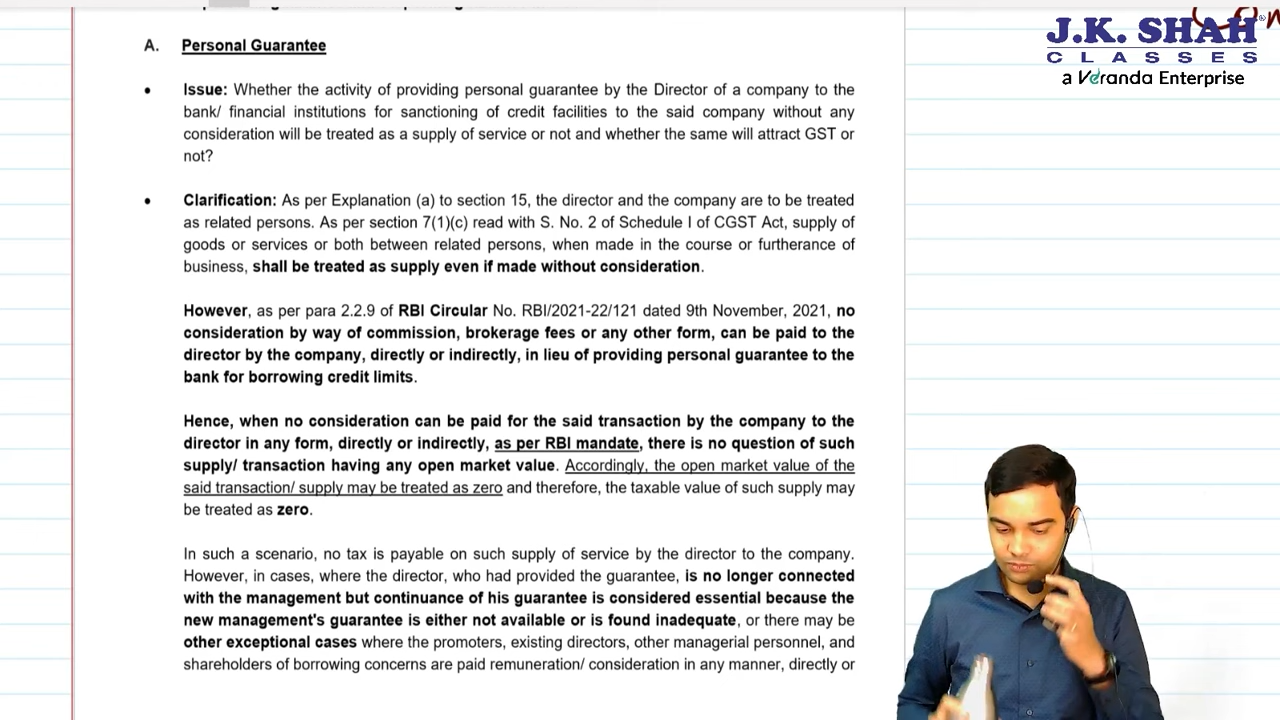 J.K. SHAH
CLASSES
a Veranda Enterprise
A. Personal Guarantee
• Issue: Whether the activity of providing personal guarantee by the Director of a company to the
bank/ financial institutions for sanctioning of credit facilities to the said company without any
consideration will be treated as a supply of service or not and whether the same will attract GST or
not?
• Clarification: As per Explanation (a) to section 15, the director and the company are to be treated
as related persons. As per section 7(1)(c) read with S. No. 2 of Schedule I of CGST Act, supply of
goods or services or both between related persons, when made in the course or furtherance of
business, shall be treated as supply even if made without consideration.
However, as per para 2.2.9 of RBI Circular No. RBI/2021-22/121 dated 9th November, 2021, no
consideration by way of commission, brokerage fees or any other form, can be paid to the
director by the company, directly or indirectly, in lieu of providing personal guarantee to the
bank for borrowing credit limits.
Hence, when no consideration can be paid for the said transaction by the company to the
director in any form, directly or indirectly, as per RBI mandate, there is no question of such
supply/ transaction having any open market value. Accordingly, the open market value of the
said transaction/ supply may be treated as zero and therefore, the taxable value of such supply may
be treated as zero.
In such a scenario, no tax is payable on such supply of service by the director to the company.
However, in cases, where the director, who had provided the guarantee, is no longer connected
with the management but continuance of his guarantee is considered essential because the
new management's guarantee is either not available or is found inadequate, or there may be
other exceptional cases where the promoters, existing directors, other managerial personnel, and
shareholders of borrowing concerns are paid remuneration/ consideration in any manner, directly or